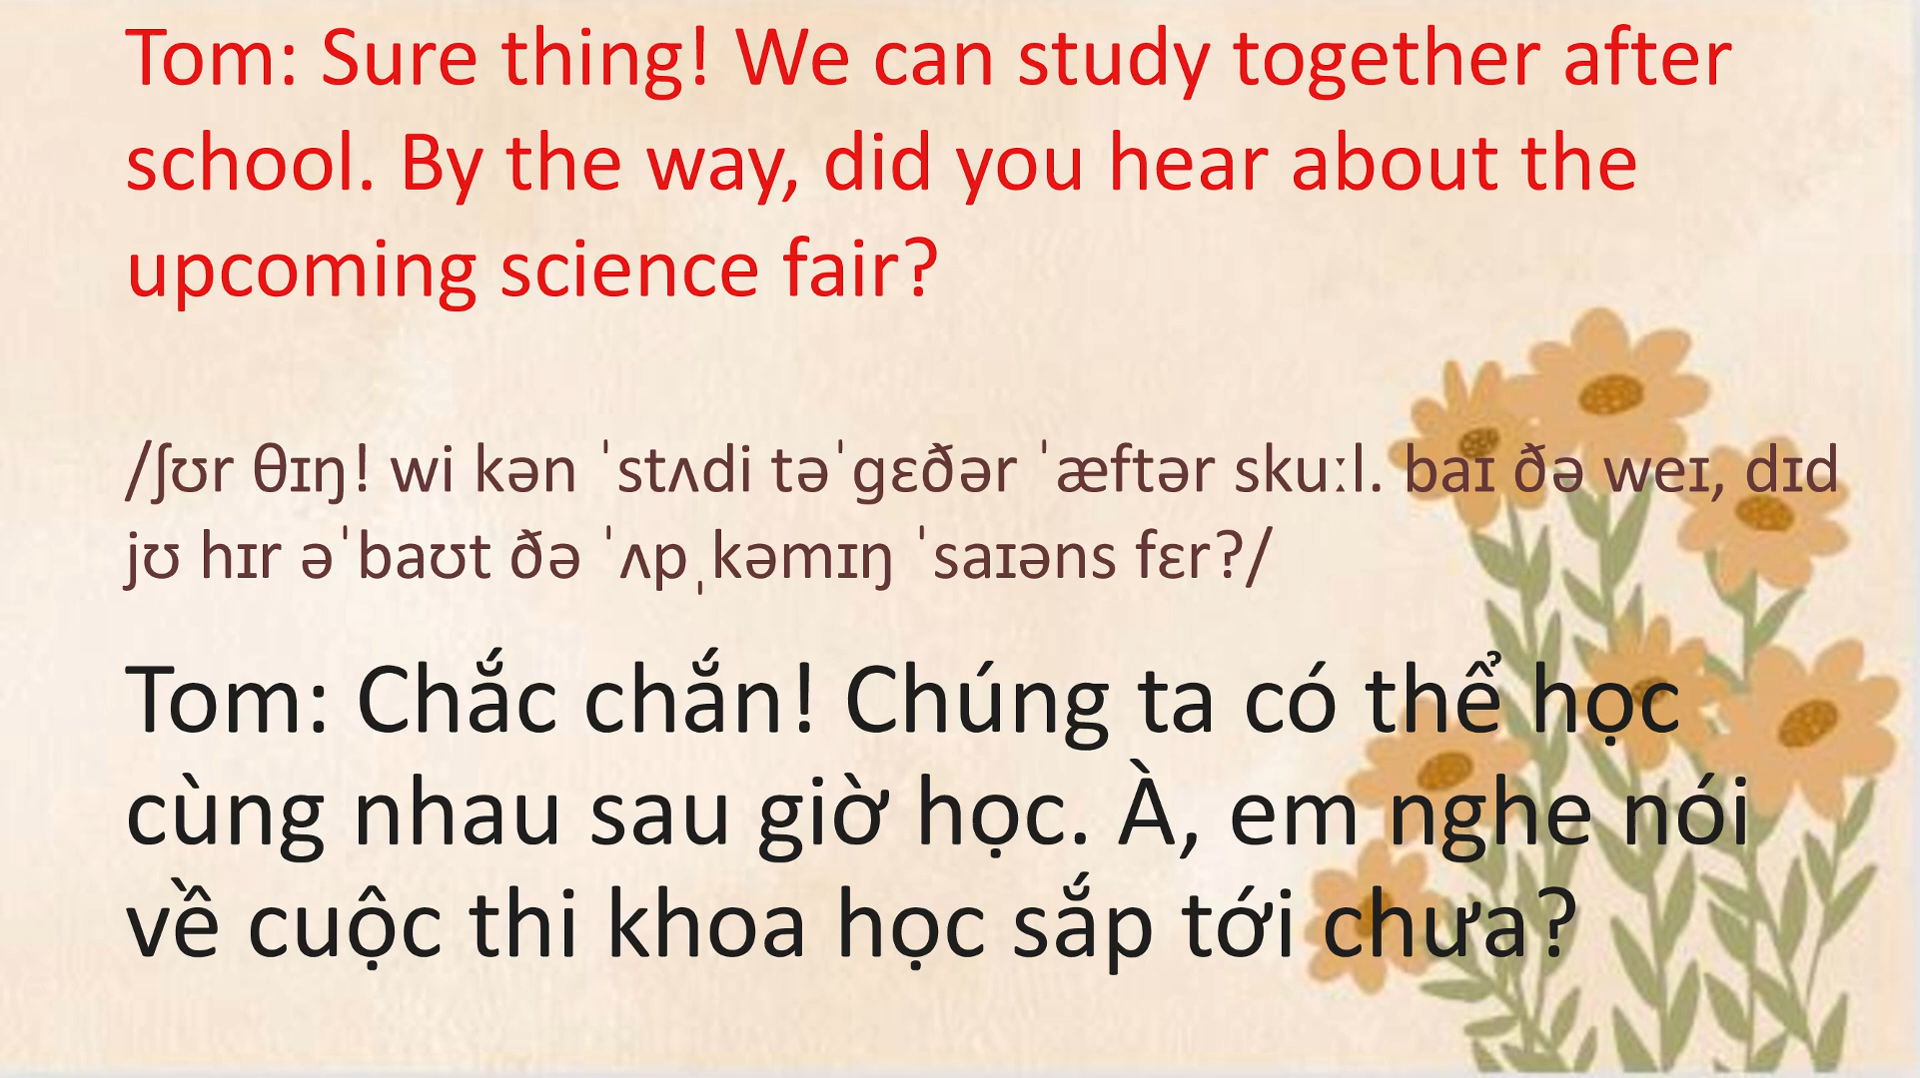 Tom: Sure thing! We can study together after
school. By the way, did you hear about the
upcoming science fair?
/ʃʊr θɪŋ! wi kən ˈstʌdi təˈɡɛðər ˈæftər skuːl. baɪ ðə weɪ, dɪd
jʊ hɪr əˈbaʊt ðə ˈʌpˌkəmɪŋ ˈsaɪəns fɛr?/
Tom: Chắc chắn! Chúng ta có thể học
cùng nhau sau giờ học. À, em nghe nói
về cuộc thi khoa học sắp tới chưa?